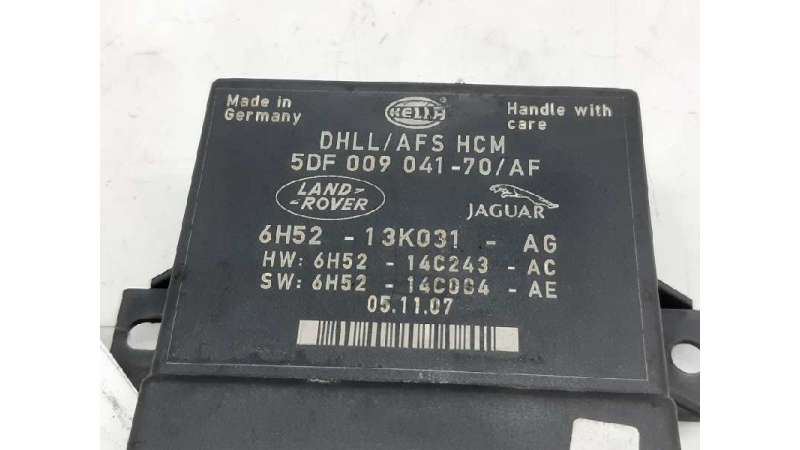 Made in
Germany
HELLA
Handle with
care
DHLL/AFS HCM
5DF 009 041-70/AF
LAND-
-ROVER
JAGUAR
6H52 - 13K031 - AG
HW: 6H52 - 14C243 - AC
SW: 6H52 - 14C084 - AE
05.11.07